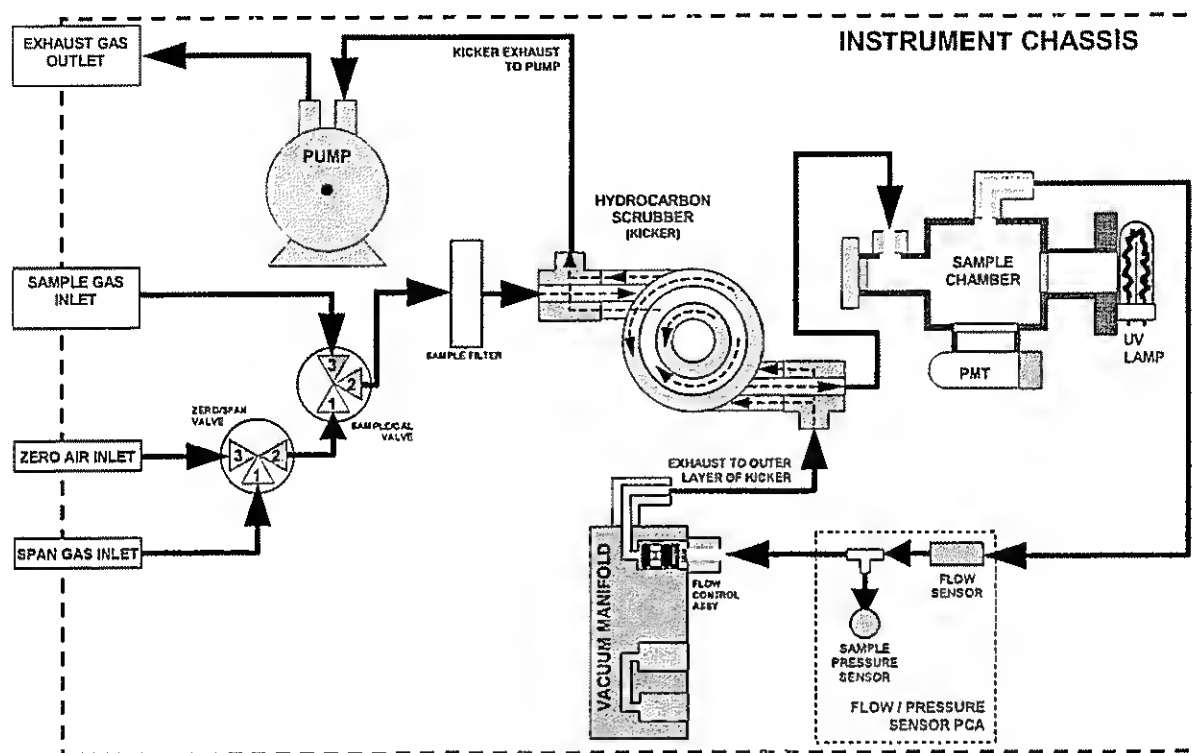 EXHAUST GAS
OUTLET
KICKER EXHAUST
TO PUMP
INSTRUMENT CHASSIS
PUMP
HYDROCARBON
SCRUBBER
(KICKER)
SAMPLE GAS
INLET
SAMPLE FILTER
SAMPLE
CHAMBER
UV
LAMP
PMT
3
2
1
SAMPLE/CAL
VALVE
ZERO/SPAN
VALVE
ZERO AIR INLET
3
2
1
SPAN GAS INLET
EXHAUST TO OUTER
LAYER OF KICKER
VACUUM MANIFOLD
FLOW
CONTROL
ASSY
FLOW
SENSOR
SAMPLE
PRESSURE
SENSOR
FLOW / PRESSURE
SENSOR PCA